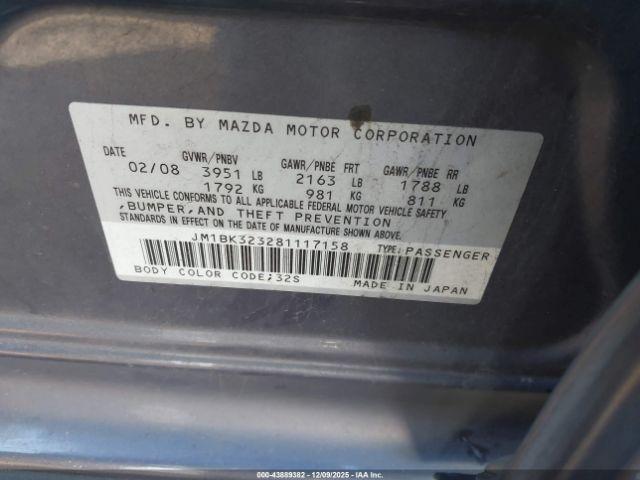 MFD. BY MAZDA MOTOR CORPORATION
DATE GVWR/PNBV GAWR/PNBE FRT GAWR/PNBE RR
02/08 3951 LB 2163 LB 1788 LB
1792 KG 981 KG 811 KG
THIS VEHICLE CONFORMS TO ALL APPLICABLE FEDERAL MOTOR VEHICLE SAFETY
,BUMPER,AND THEFT PREVENTION
STANDARDS IN EFFECT ON THE DATE OF MANUFACTURE SHOWN ABOVE.
JM1BK323281117158 TYPE:PASSENGER
BODY COLOR CODE;32S MADE IN JAPAN
© 43889382 - 12/09/2025 - IAAI.COM